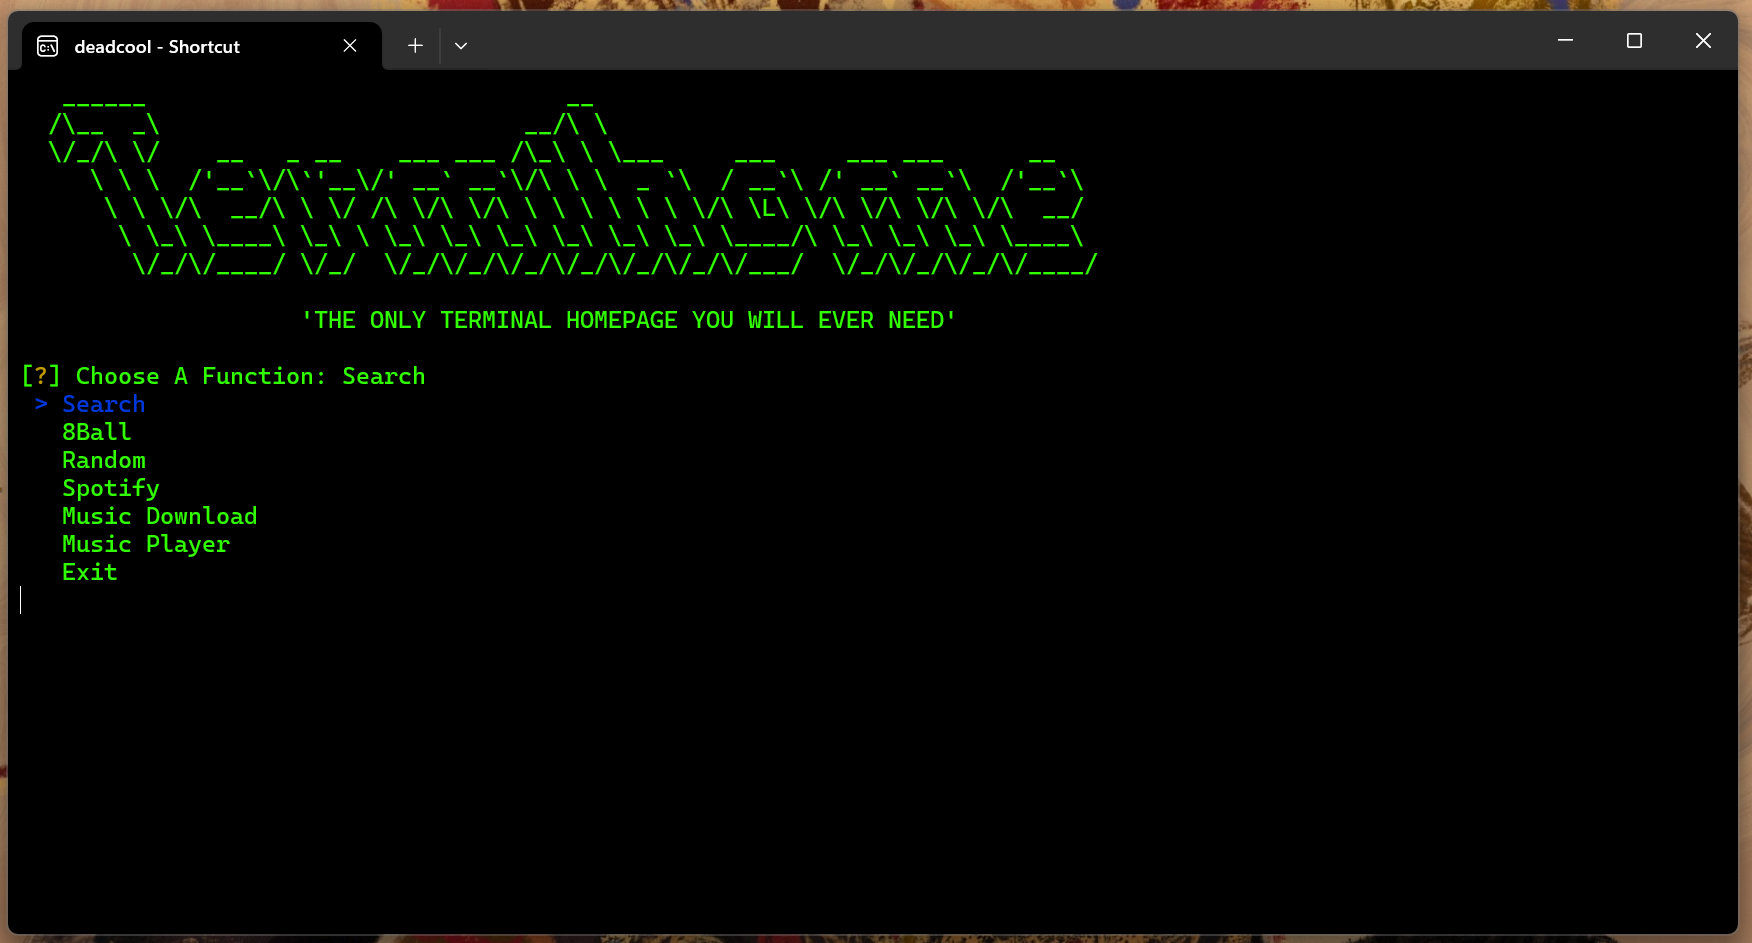 deadcool - Shortcut
Termihome
'THE ONLY TERMINAL HOMEPAGE YOU WILL EVER NEED'
[?] Choose A Function: Search
> Search
8Ball
Random
Spotify
Music Download
Music Player
Exit